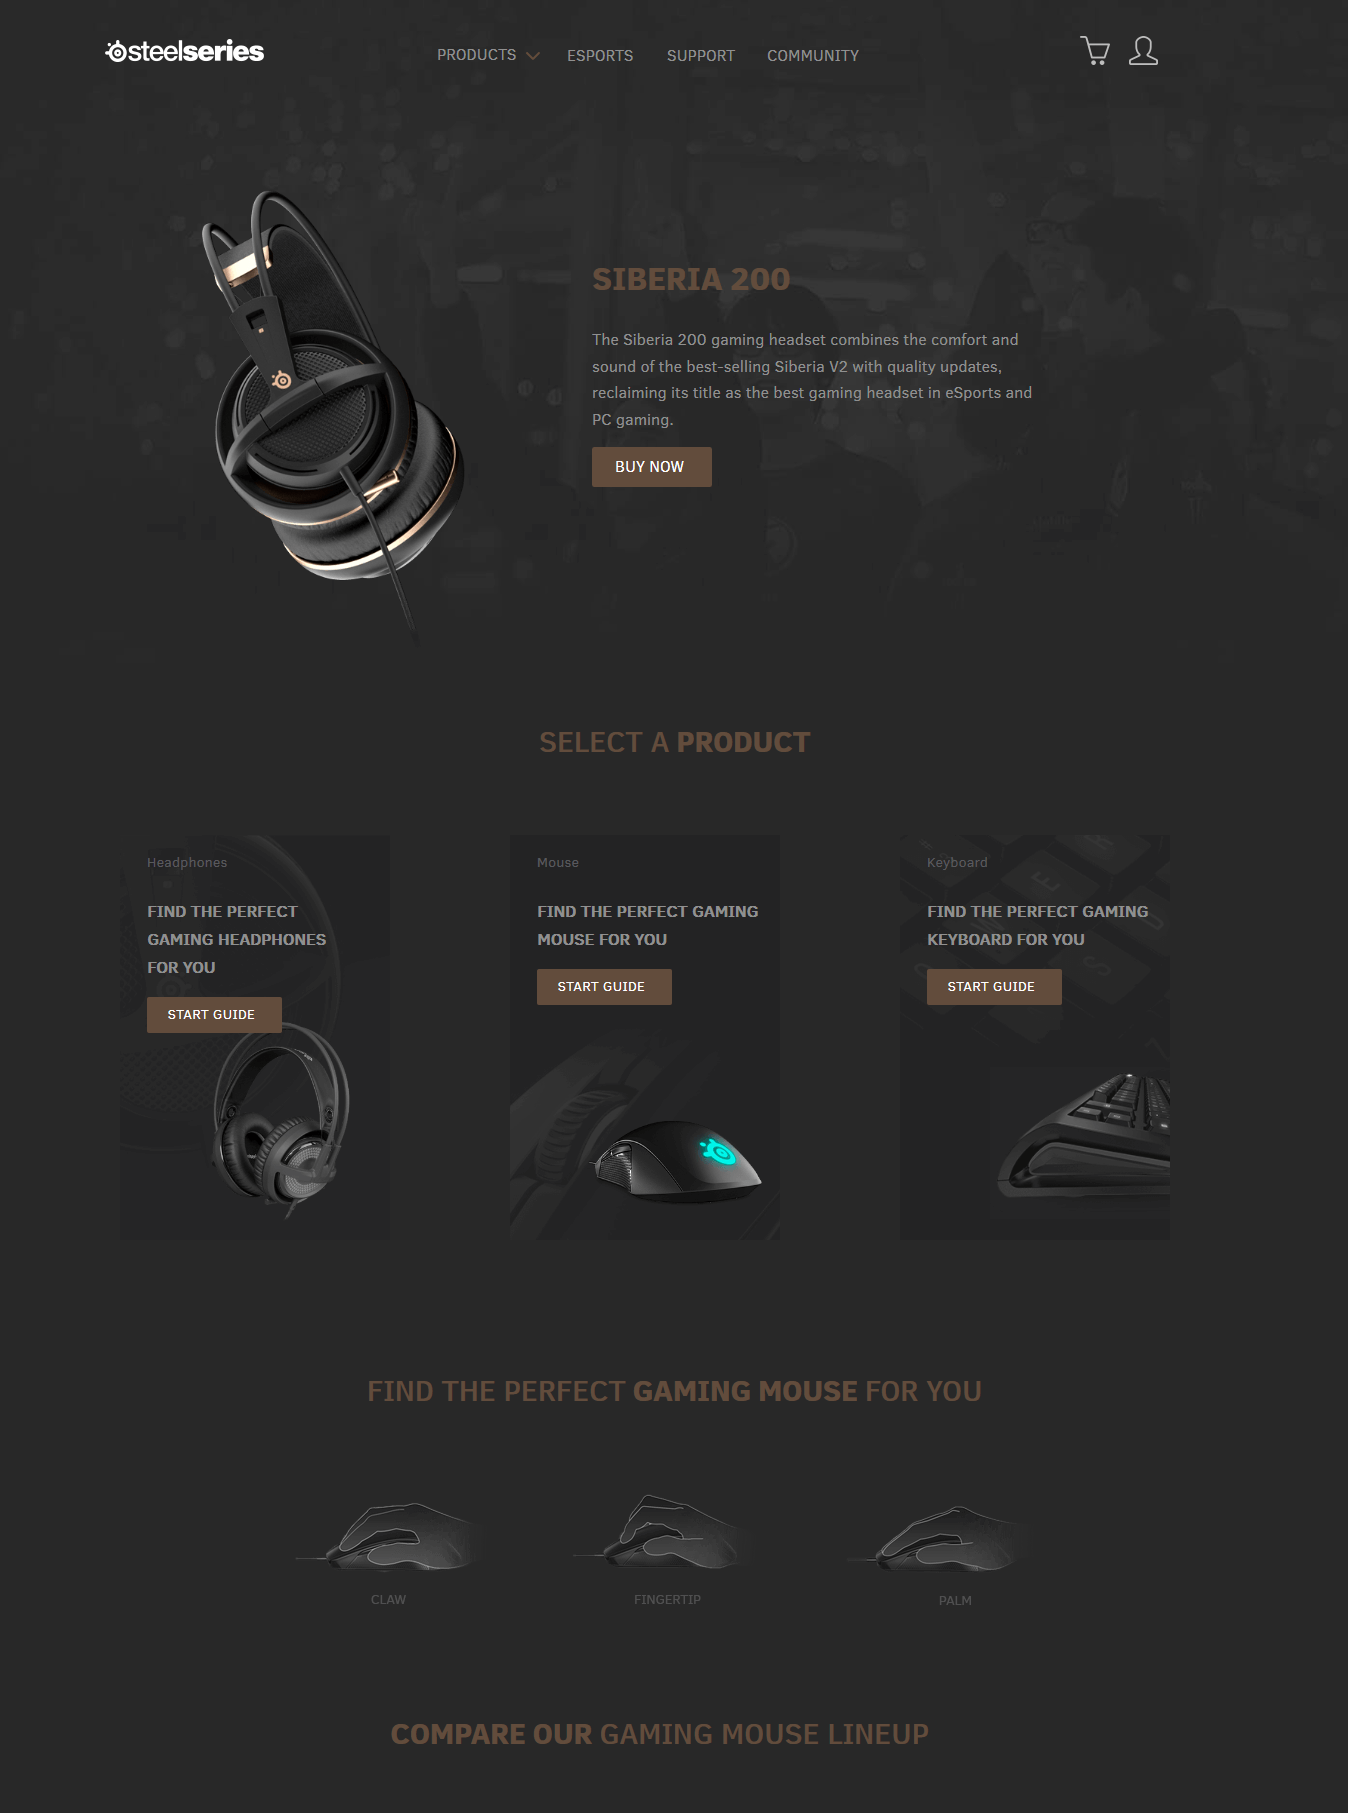 steelseries
PRODUCTS ESPORTS SUPPORT COMMUNITY
SIBERIA 200
The Siberia 200 gaming headset combines the comfort and
sound of the best-selling Siberia V2 with quality updates,
reclaiming its title as the best gaming headset in eSports and
PC gaming.
BUY NOW
SELECT A PRODUCT
Headphones
FIND THE PERFECT
GAMING HEADPHONES
FOR YOU
START GUIDE
Mouse
FIND THE PERFECT GAMING
MOUSE FOR YOU
START GUIDE
Keyboard
FIND THE PERFECT GAMING
KEYBOARD FOR YOU
START GUIDE
FIND THE PERFECT GAMING MOUSE FOR YOU
CLAW
FINGERTIP
PALM
COMPARE OUR GAMING MOUSE LINEUP